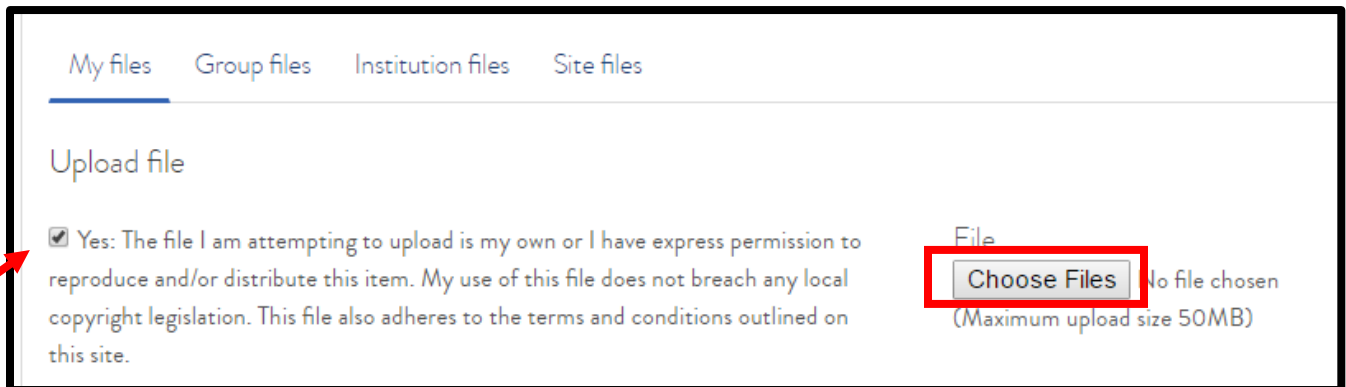 My files Group files Institution files Site files
Upload file
Yes: The file I am attempting to upload is my own or I have express permission to
reproduce and/or distribute this item. My use of this file does not breach any local
copyright legislation. This file also adheres to the terms and conditions outlined on
this site.
File
Choose Files No file chosen
(Maximum upload size 50MB)